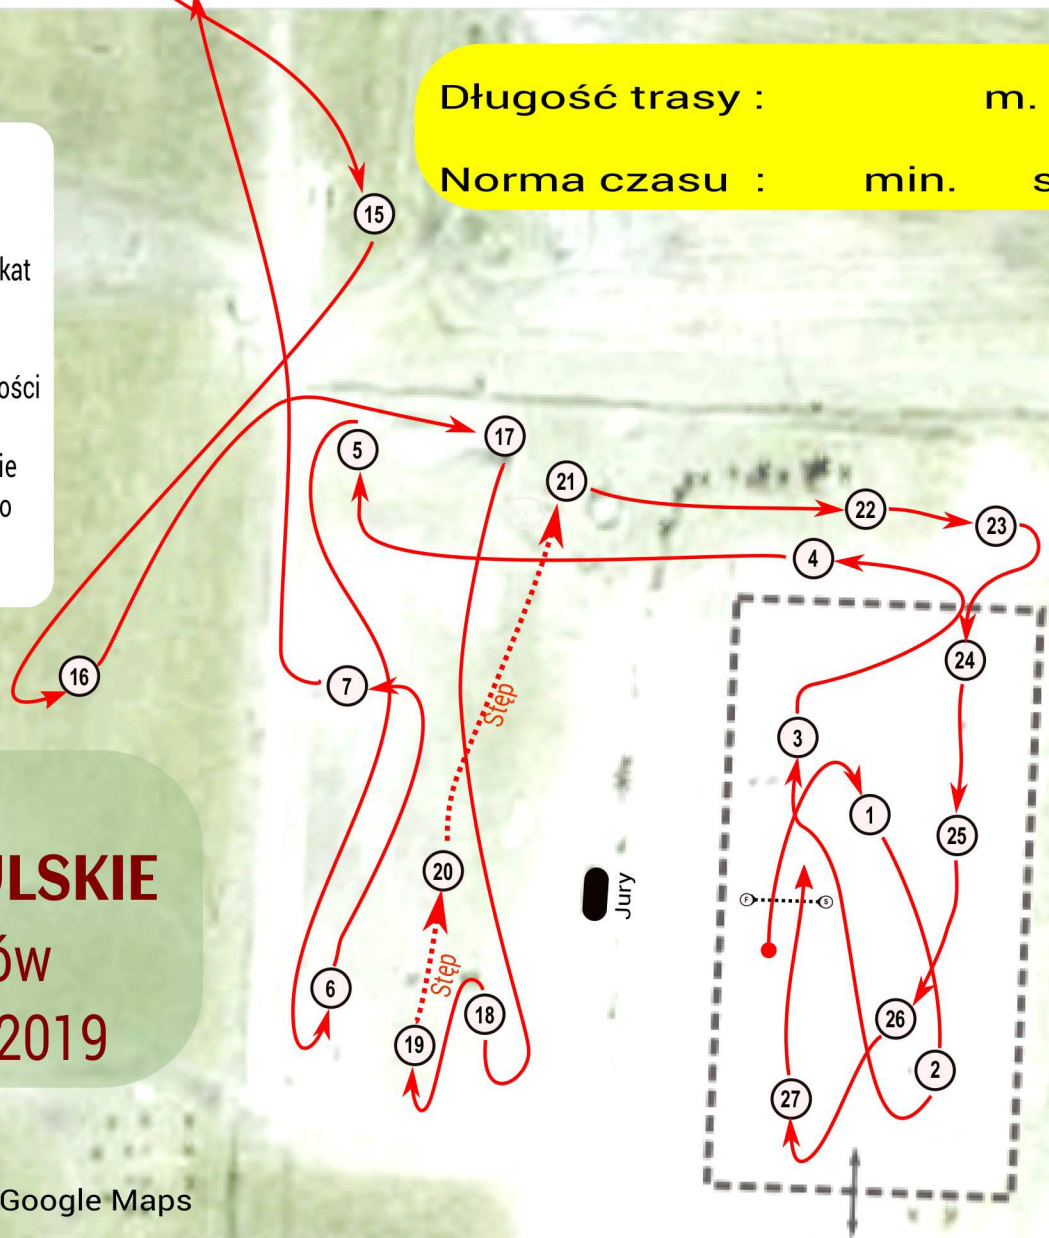 Długość trasy : m.
Norma czasu : min. s
15
kat
ości
ie
o
17
5
21
22
23
4
24
16
7
3
Stęp
1
25
20
Jury
F S
ULSKIE
ów
2019
Stęp
6
18
26
19
2
27
Google Maps